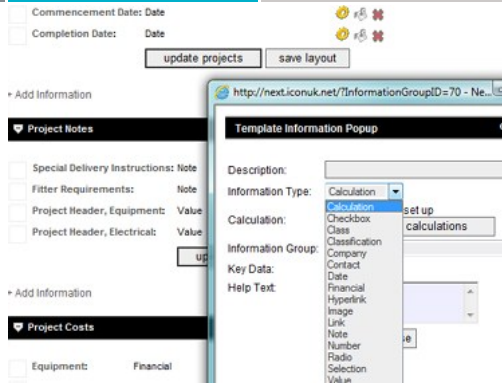 Commencement Date: Date
Completion Date: Date
update projects save layout
Add Information
http://next.iconuk.net/?InformationGroupID=70 - Ne...
Project Notes
Template Information Popup
Special Delivery Instructions: Note
Fitter Requirements: Note
Project Header, Equipment: Value
Project Header, Electrical: Value
up
Add Information
Project Costs
Equipment: Financial
Description:
Information Type: Calculation
Calculation:
set up
calculations
Information Group:
Key Data:
Help Text:
Calculation
Checkbox
Class
Classification
Company
Contact
Date
Financial
Hyperlink
Image
Link
Note
Number
Radio
Selection
Value
se